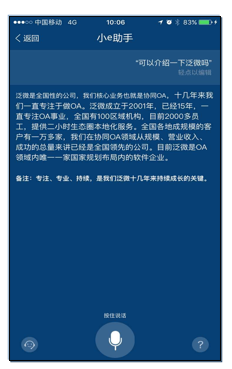 中国移动 4G 10:06 83%
返回 小e助手
“可以介绍一下泛微吗”
轻点以编辑
泛微是全国性的公司，我们核心业务也就是协同OA，十几年来我
们一直专注于做OA。泛微成立于2001年，已经15年，一
直专注OA事业，全国有100区域机构，目前2000多员
工，提供二小时生态圈本地化服务。全国各地成规模的客
户有一万多家，我们在协同OA领域从规模、营业收入、
成功的总量来讲已经是全国领先的公司。目前泛微是OA
领域内唯一一家国家规划布局内的软件企业。
备注：专注、专业、持续，是我们泛微十几年来持续成长的关键。
按住说话
?